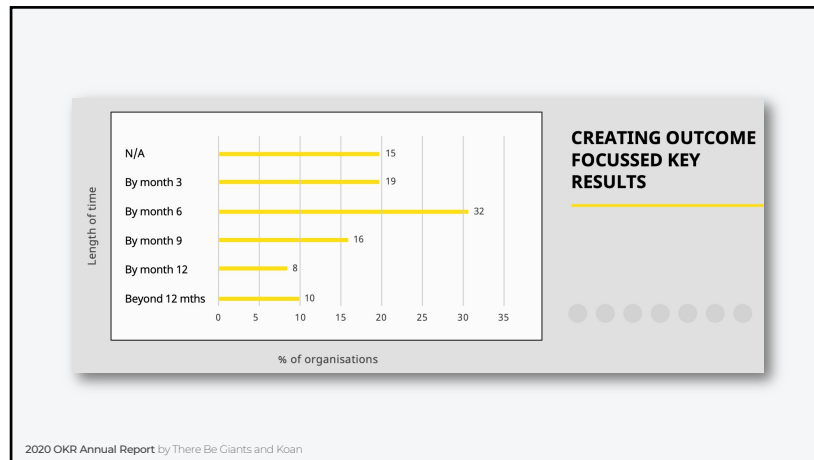 CREATING OUTCOME
FOCUSSED KEY
RESULTS
Length of time
N/A 15
By month 3 19
By month 6 32
By month 9 16
By month 12 8
Beyond 12 mths 10
0 5 10 15 20 25 30 35
% of organisations
2020 OKR Annual Report by There Be Giants and Koan